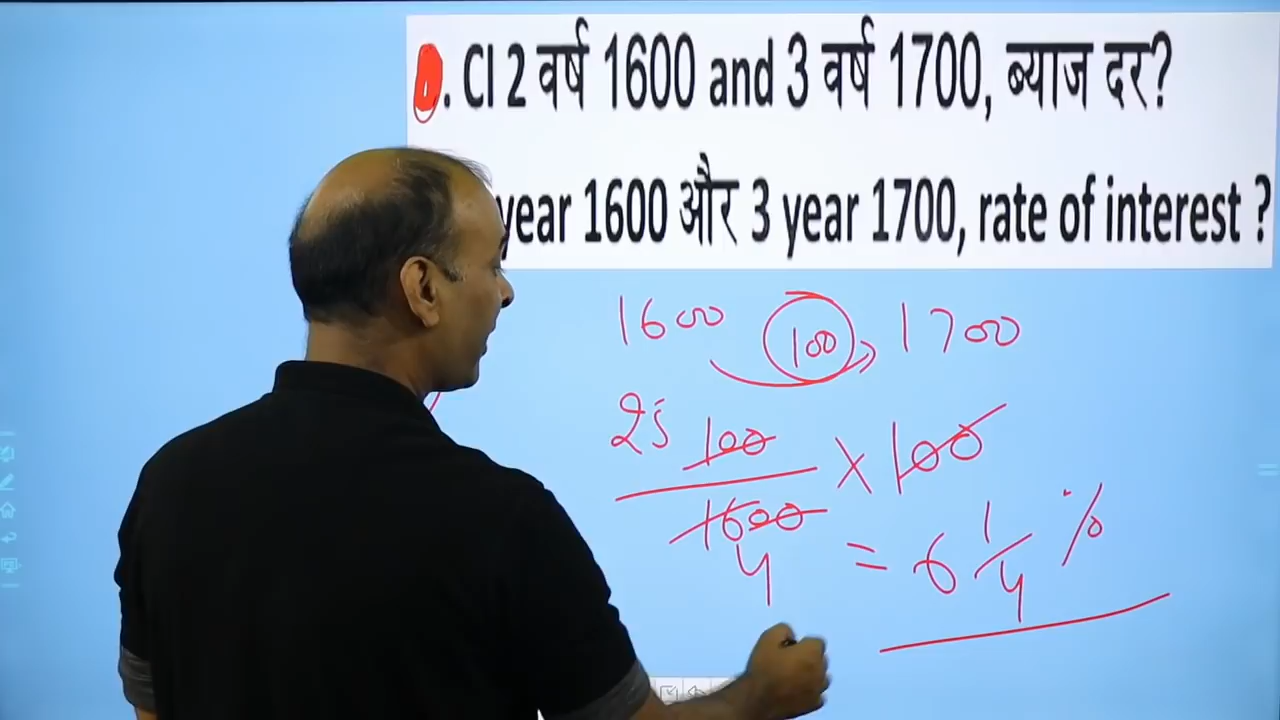 . CI 2 वर्ष 1600 and 3 वर्ष 1700, ब्याज दर?
year 1600 और 3 year 1700, rate of interest ?
1600 100 1700
25 100 × 100
1600
4 = 6 1/4 %